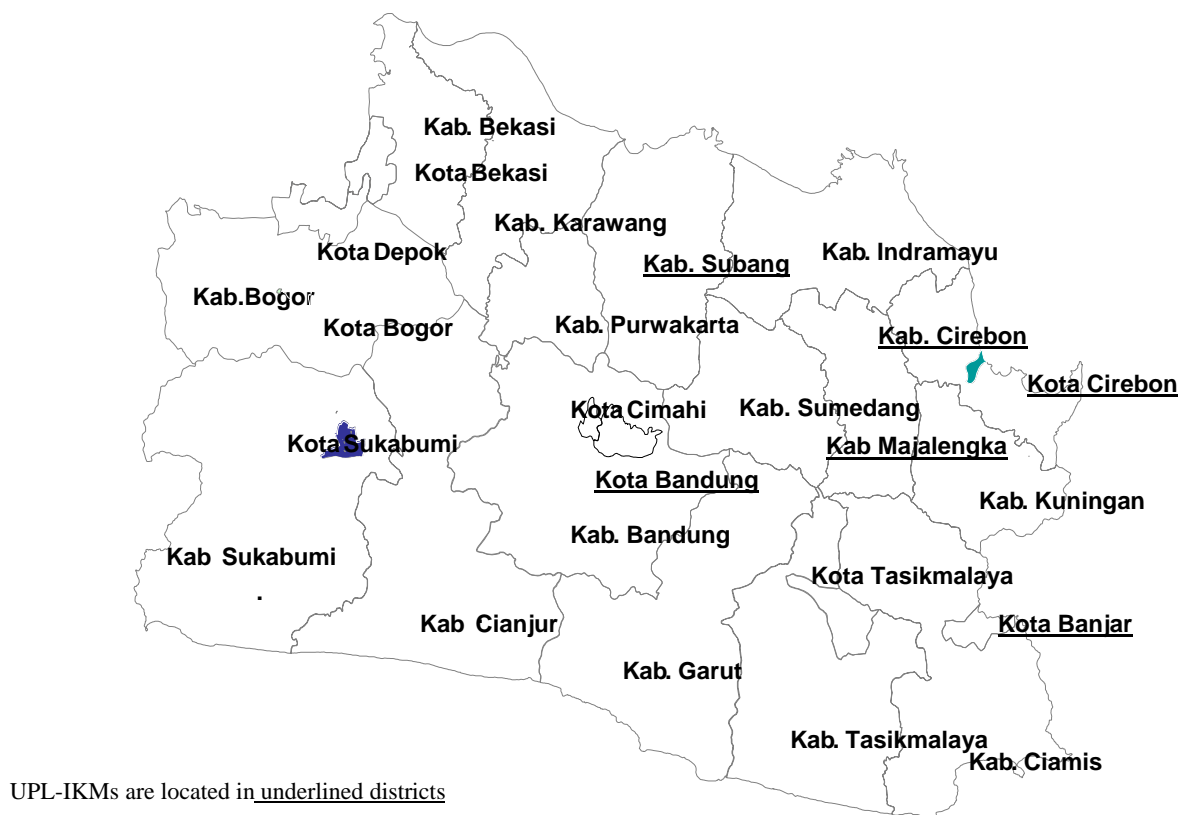 Kab. Bekasi
Kota Bekasi
Kab. Karawang
Kota Depok
Kab. Subang
Kab. Indramayu
Kab.Bogor
Kota Bogor
Kab. Purwakarta
Kab. Cirebon
Kota Cirebon
Kota Cimahi
Kab. Sumedang
Kota Sukabumi
Kab Majalengka
Kota Bandung
Kab. Kuningan
Kab. Bandung
Kab Sukabumi
.
Kota Tasikmalaya
Kab Cianjur
Kota Banjar
Kab. Garut
Kab. Tasikmalaya
Kab. Ciamis
UPL-IKMs are located in underlined districts